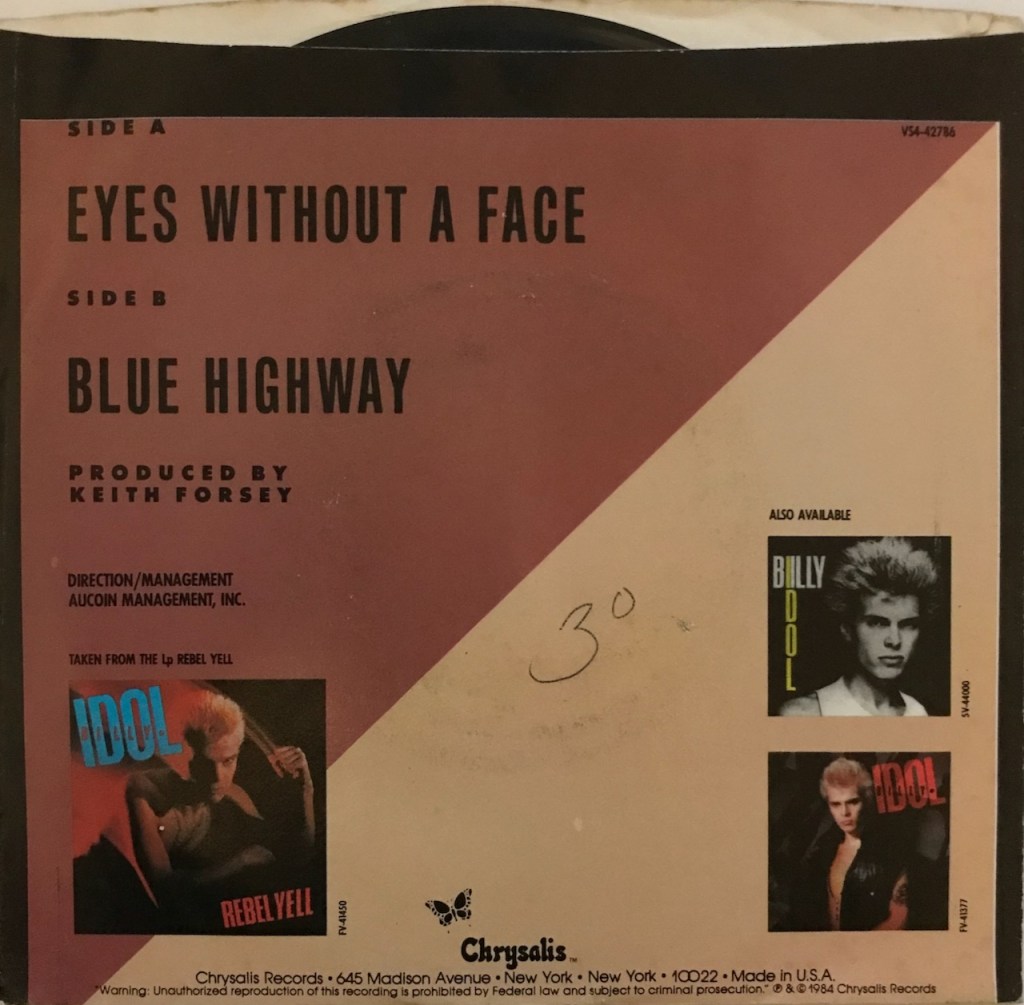 SIDE A
VS4-42786
EYES WITHOUT A FACE
SIDE B
BLUE HIGHWAY
PRODUCED BY
KEITH FORSEY
DIRECTION/MANAGEMENT
AUCOIN MANAGEMENT, INC.
TAKEN FROM THE Lp REBEL YELL
IDOL
BILLY
REBEL YELL
FV-41450
30
ALSO AVAILABLE
BILLY
IDOL
SV-44000
IDOL
BILLY
FV-41377
Chrysalis™
Chrysalis Records • 645 Madison Avenue • New York • New York • 10022 • Made in U.S.A.
"Warning: Unauthorized reproduction of this recording is prohibited by Federal law and subject to criminal prosecution." ℗ & © 1984 Chrysalis Records